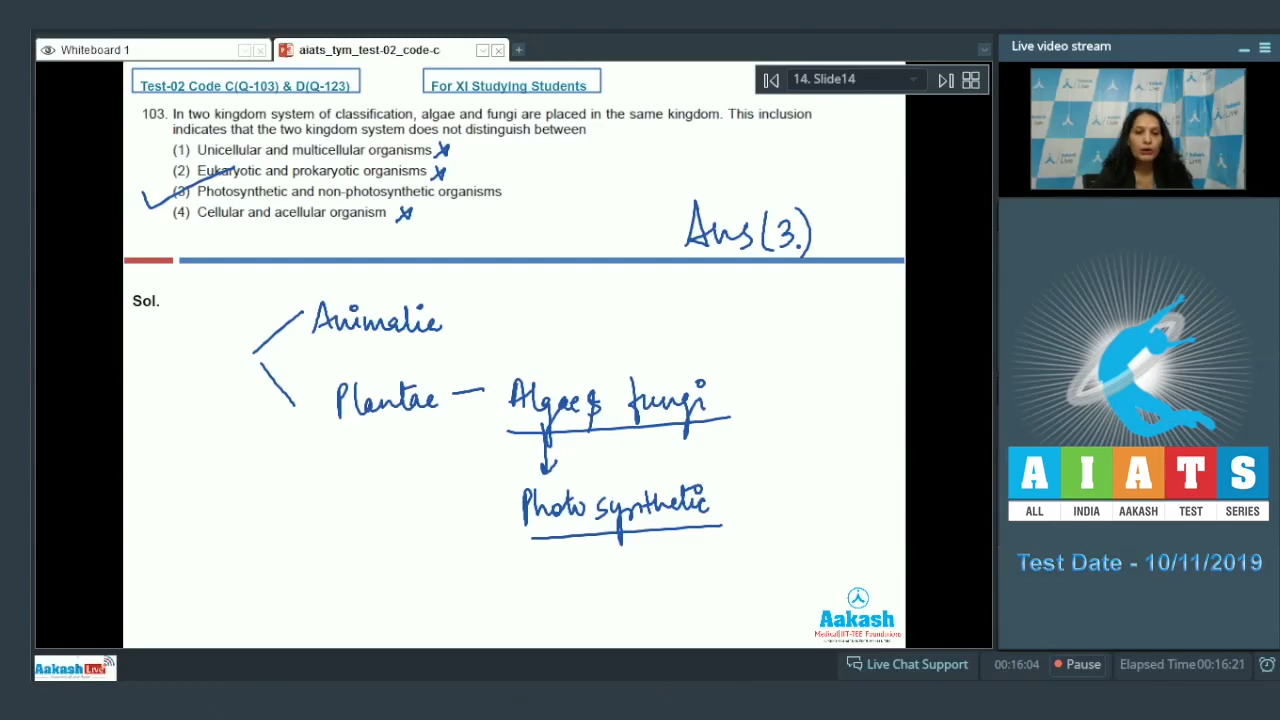 Whiteboard 1
aiats_tym_test-02_code-c
Live video stream
Test-02 Code C(Q-103) & D(Q-123)
For XI Studying Students
14. Slide14
103. In two kingdom system of classification, algae and fungi are placed in the same kingdom. This inclusion
indicates that the two kingdom system does not distinguish between
(1) Unicellular and multicellular organisms
(2) Eukaryotic and prokaryotic organisms
(3) Photosynthetic and non-photosynthetic organisms
(4) Cellular and acellular organism
Ans (3.)
Sol.
Animalie
Plantae — Algae & fungi
Photosynthetic
AIATS
ALL INDIA AAKASH TEST SERIES
Test Date - 10/11/2019
Aakash
Medical|IIT-JEE|Foundations
Aakash Live
Live Chat Support
00:16:04
Pause
Elapsed Time 00:16:21